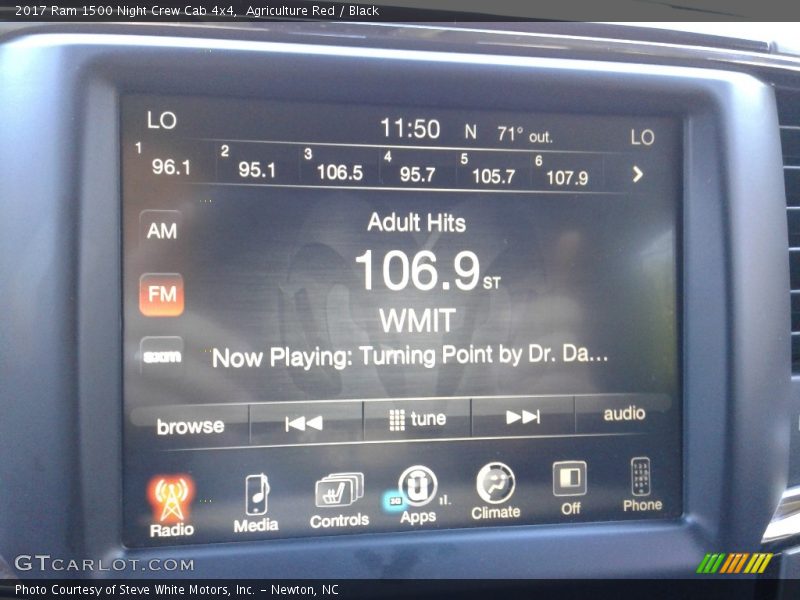 2017 Ram 1500 Night Crew Cab 4x4, Agriculture Red / Black
LO 11:50 N 71° out. LO
1 96.1 2 95.1 3 106.5 4 95.7 5 105.7 6 107.9
AM
Adult Hits
FM
106.9 ST
WMIT
sxm
Now Playing: Turning Point by Dr. Da...
browse tune audio
Radio Media Controls 3G Apps Climate Off Phone
GTCARLOT.COM
Photo Courtesy of Steve White Motors, Inc. – Newton, NC